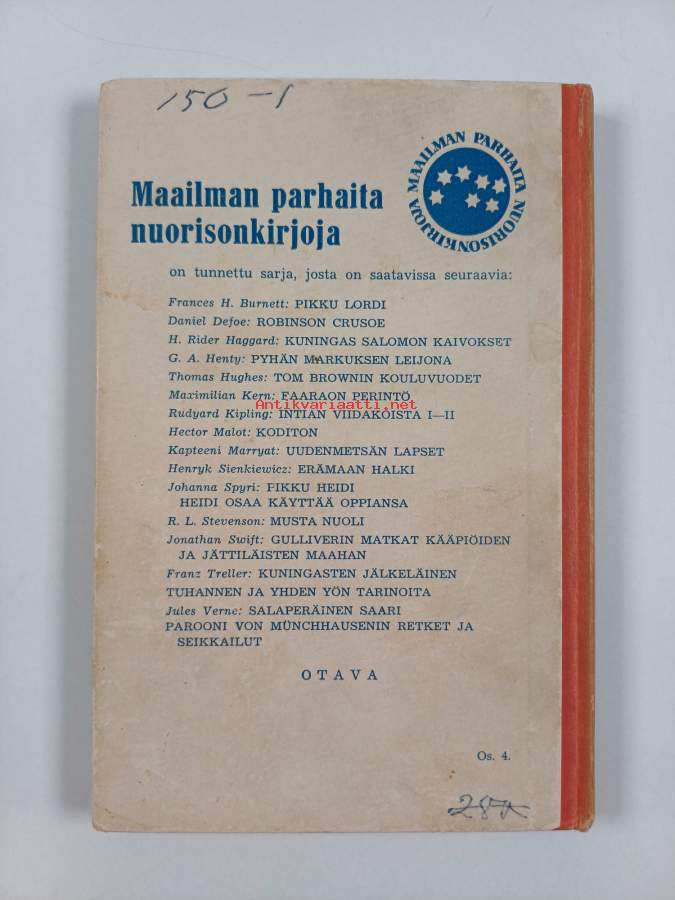 150 - 1
MAAILMAN PARHAITA NUORISONKIRJOJA
Maailman parhaita
nuorisonkirjoja
on tunnettu sarja, josta on saatavissa seuraavia:
Frances H. Burnett: PIKKU LORDI
Daniel Defoe: ROBINSON CRUSOE
H. Rider Haggard: KUNINGAS SALOMON KAIVOKSET
G. A. Henty: PYHÄN MARKUKSEN LEIJONA
Thomas Hughes: TOM BROWNIN KOULUVUODET
Maximilian Kern: FAARAON PERINTÖ
Antikvariaatti.net
Rudyard Kipling: INTIAN VIIDAKOISTA I—II
Hector Malot: KODITON
Kapteeni Marryat: UUDENMETSÄN LAPSET
Henryk Sienkiewicz: ERÄMAAN HALKI
Johanna Spyri: PIKKU HEIDI
HEIDI OSAA KÄYTTÄÄ OPPIANSA
R. L. Stevenson: MUSTA NUOLI
Jonathan Swift: GULLIVERIN MATKAT KÄÄPIÖIDEN
JA JÄTTILÄISTEN MAAHAN
Franz Treller: KUNINGASTEN JÄLKELÄINEN
TUHANNEN JA YHDEN YÖN TARINOITA
Jules Verne: SALAPERÄINEN SAARI
PAROONI VON MÜNCHHAUSENIN RETKET JA
SEIKKAILUT
OTAVA
Os. 4.